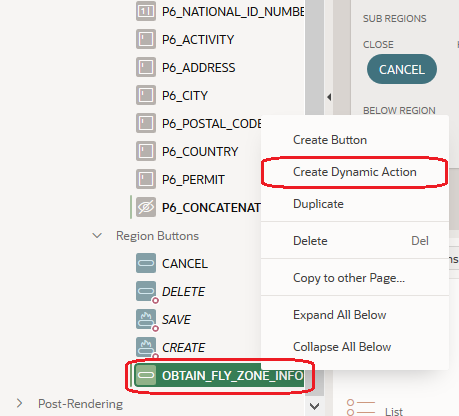 P6_NATIONAL_ID_NUMBE
P6_ACTIVITY
P6_ADDRESS
P6_CITY
P6_POSTAL_CODE
P6_COUNTRY
P6_PERMIT
P6_CONCATENAT
Region Buttons
CANCEL
DELETE
SAVE
CREATE
OBTAIN_FLY_ZONE_INFO
Post-Rendering
Create Button
Create Dynamic Action
Duplicate
Delete Del
Copy to other Page...
Expand All Below
Collapse All Below
SUB REGIONS
CLOSE
CANCEL
BELOW REGION
List